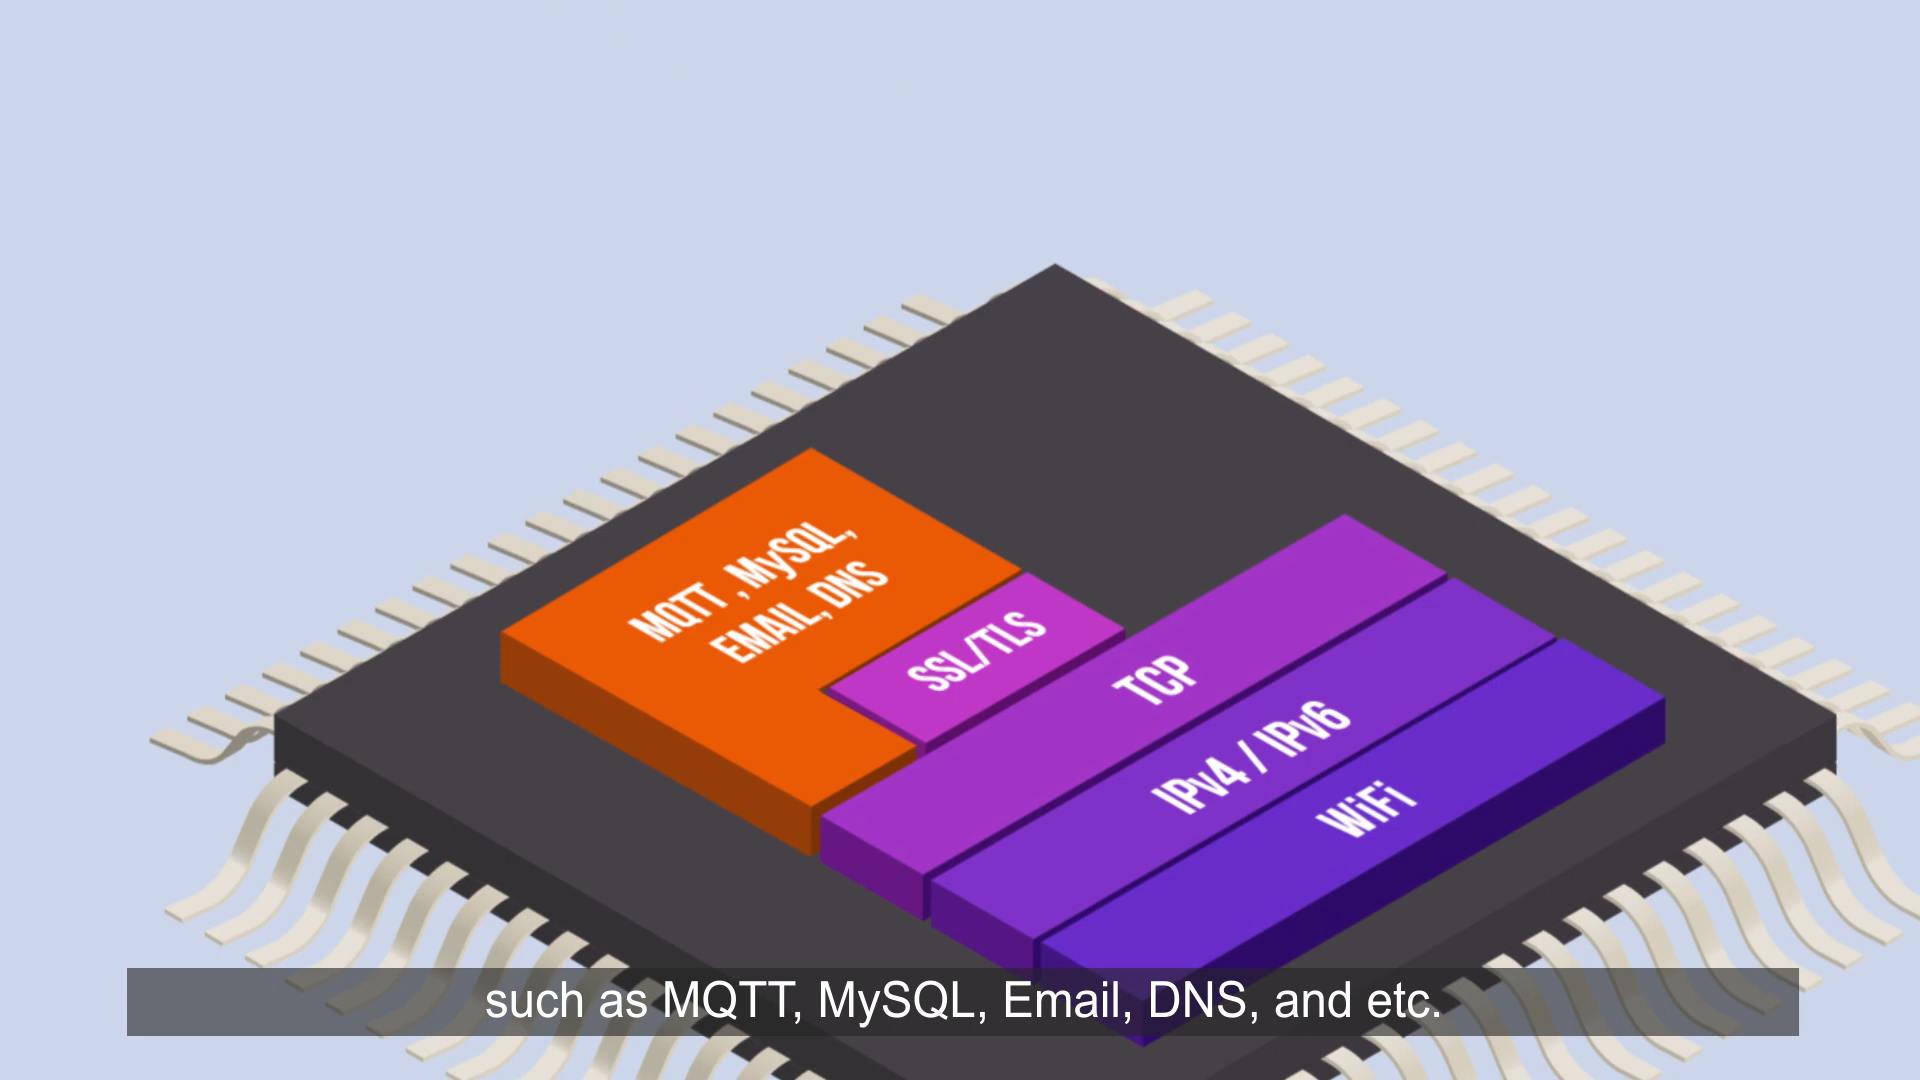 MQTT , MySQL,
EMAIL, DNS
SSL/TLS
TCP
IPv4 / IPv6
WiFi
such as MQTT, MySQL, Email, DNS, and etc.